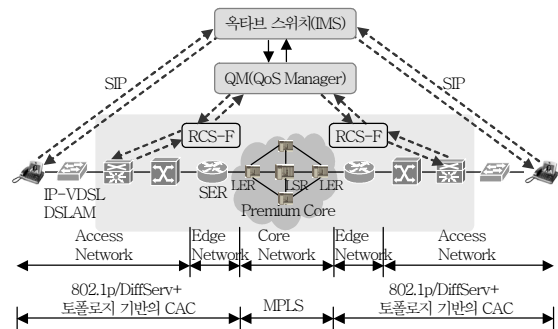 옥타브 스위치(IMS)
SIP
QM(QoS Manager)
SIP
RCS-F
RCS-F
IP-VDSL
DSLAM
SER
LER
LSR
LER
Premium Core
Access
Network
Edge
Network
Core
Network
Edge
Network
Access
Network
802.1p/DiffServ+
토폴로지 기반의 CAC
MPLS
802.1p/DiffServ+
토폴로지 기반의 CAC